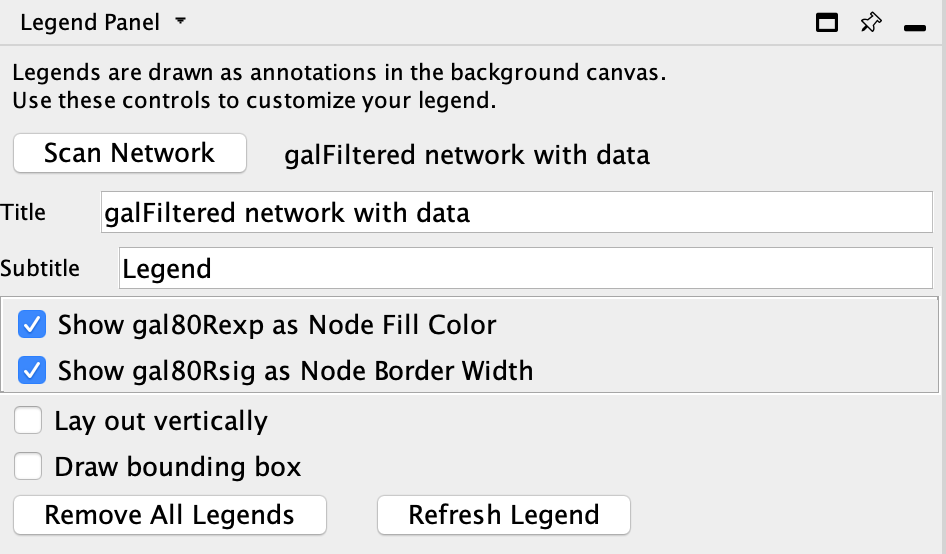 Legend Panel
Legends are drawn as annotations in the background canvas.
Use these controls to customize your legend.
Scan Network galFiltered network with data
Title galFiltered network with data
Subtitle Legend
Show gal80Rexp as Node Fill Color
Show gal80Rsig as Node Border Width
Lay out vertically
Draw bounding box
Remove All Legends Refresh Legend